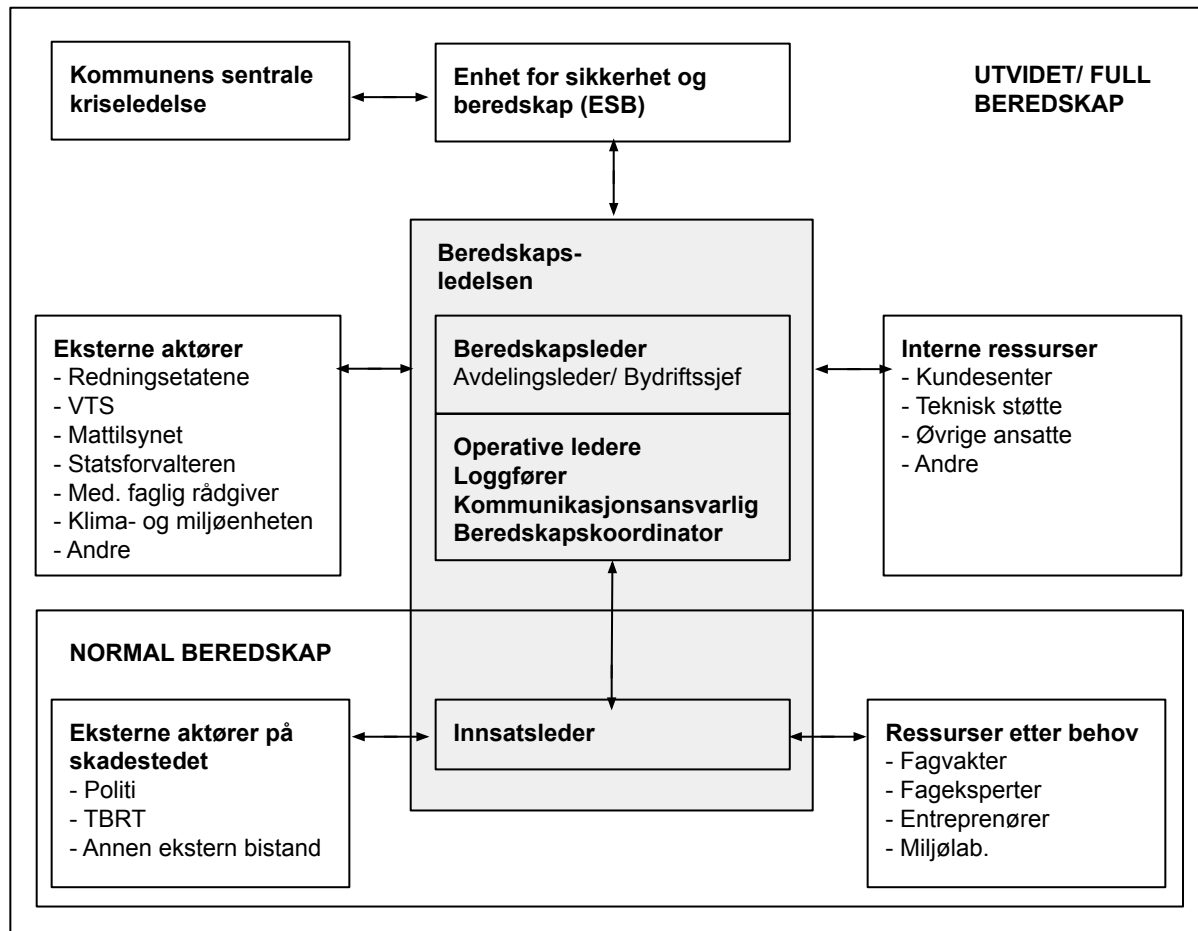 Kommunens sentrale
kriseledelse
Enhet for sikkerhet og
beredskap (ESB)
UTVIDET/ FULL
BEREDSKAP
Beredskaps-
ledelsen
Eksterne aktører
- Redningsetatene
- VTS
- Mattilsynet
- Statsforvalteren
- Med. faglig rådgiver
- Klima- og miljøenheten
- Andre
Beredskapsleder
Avdelingsleder/ Bydriftssjef
Operative ledere
Loggfører
Kommunikasjonsansvarlig
Beredskapskoordinator
Interne ressurser
- Kundesenter
- Teknisk støtte
- Øvrige ansatte
- Andre
NORMAL BEREDSKAP
Eksterne aktører på
skadestedet
- Politi
- TBRT
- Annen ekstern bistand
Innsatsleder
Ressurser etter behov
- Fagvakter
- Fageksperter
- Entreprenører
- Miljølab.